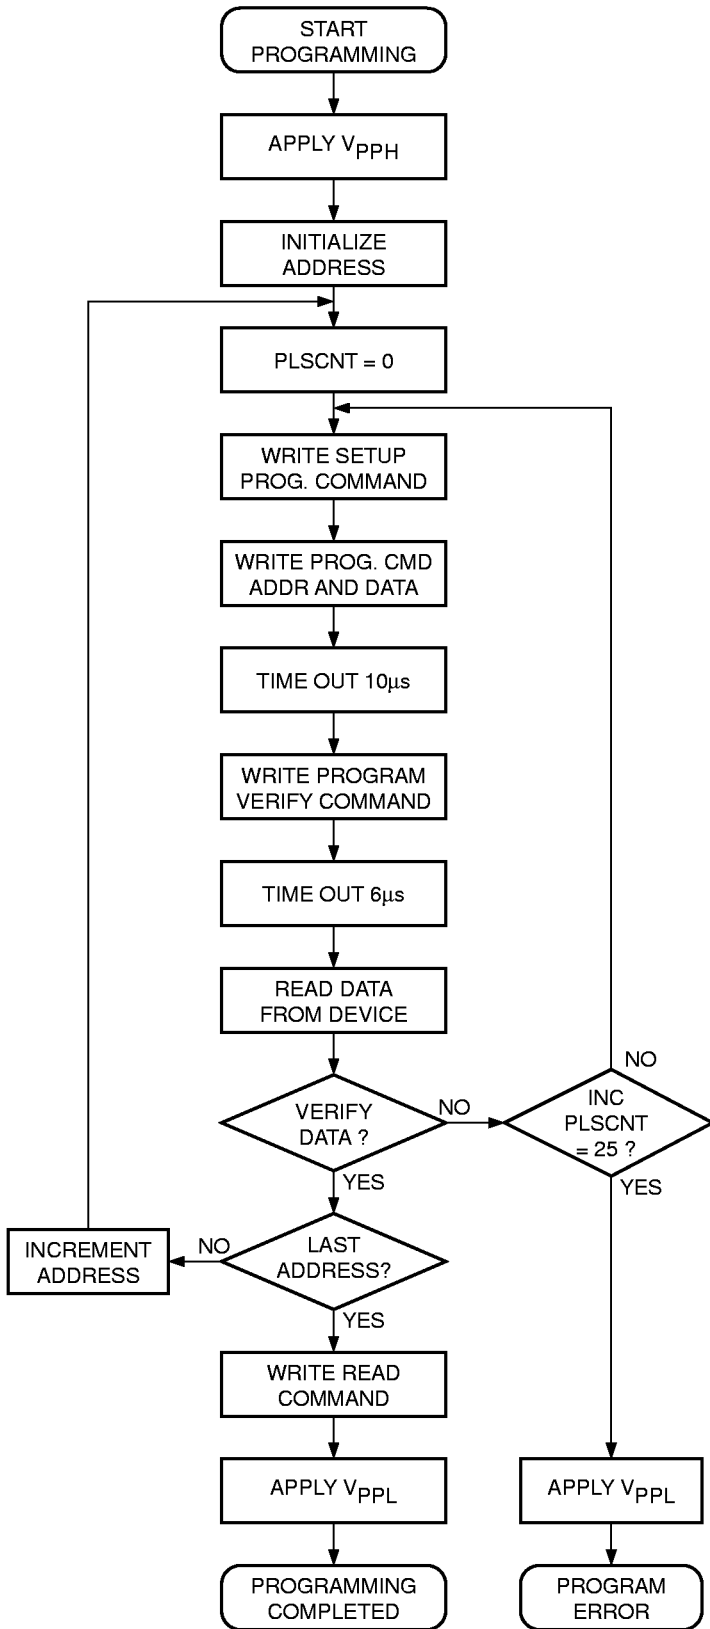 START
PROGRAMMING
APPLY VPPH
INITIALIZE
ADDRESS
PLSCNT = 0
WRITE SETUP
PROG. COMMAND
WRITE PROG. CMD
ADDR AND DATA
TIME OUT 10µs
WRITE PROGRAM
VERIFY COMMAND
TIME OUT 6µs
READ DATA
FROM DEVICE
VERIFY
DATA ?
NO
YES
INC
PLSCNT
= 25 ?
NO
YES
LAST
ADDRESS?
NO
YES
INCREMENT
ADDRESS
WRITE READ
COMMAND
APPLY VPPL
PROGRAMMING
COMPLETED
APPLY VPPL
PROGRAM
ERROR